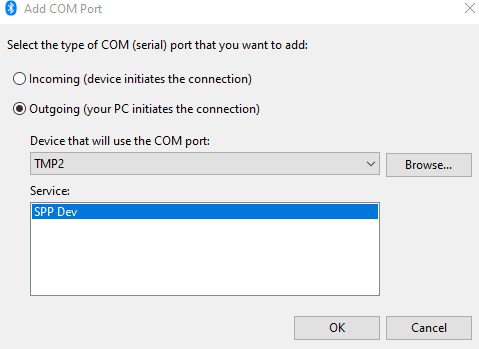 Add COM Port
Select the type of COM (serial) port that you want to add:
Incoming (device initiates the connection)
Outgoing (your PC initiates the connection)
Device that will use the COM port:
TMP2
Browse...
Service:
SPP Dev
OK
Cancel